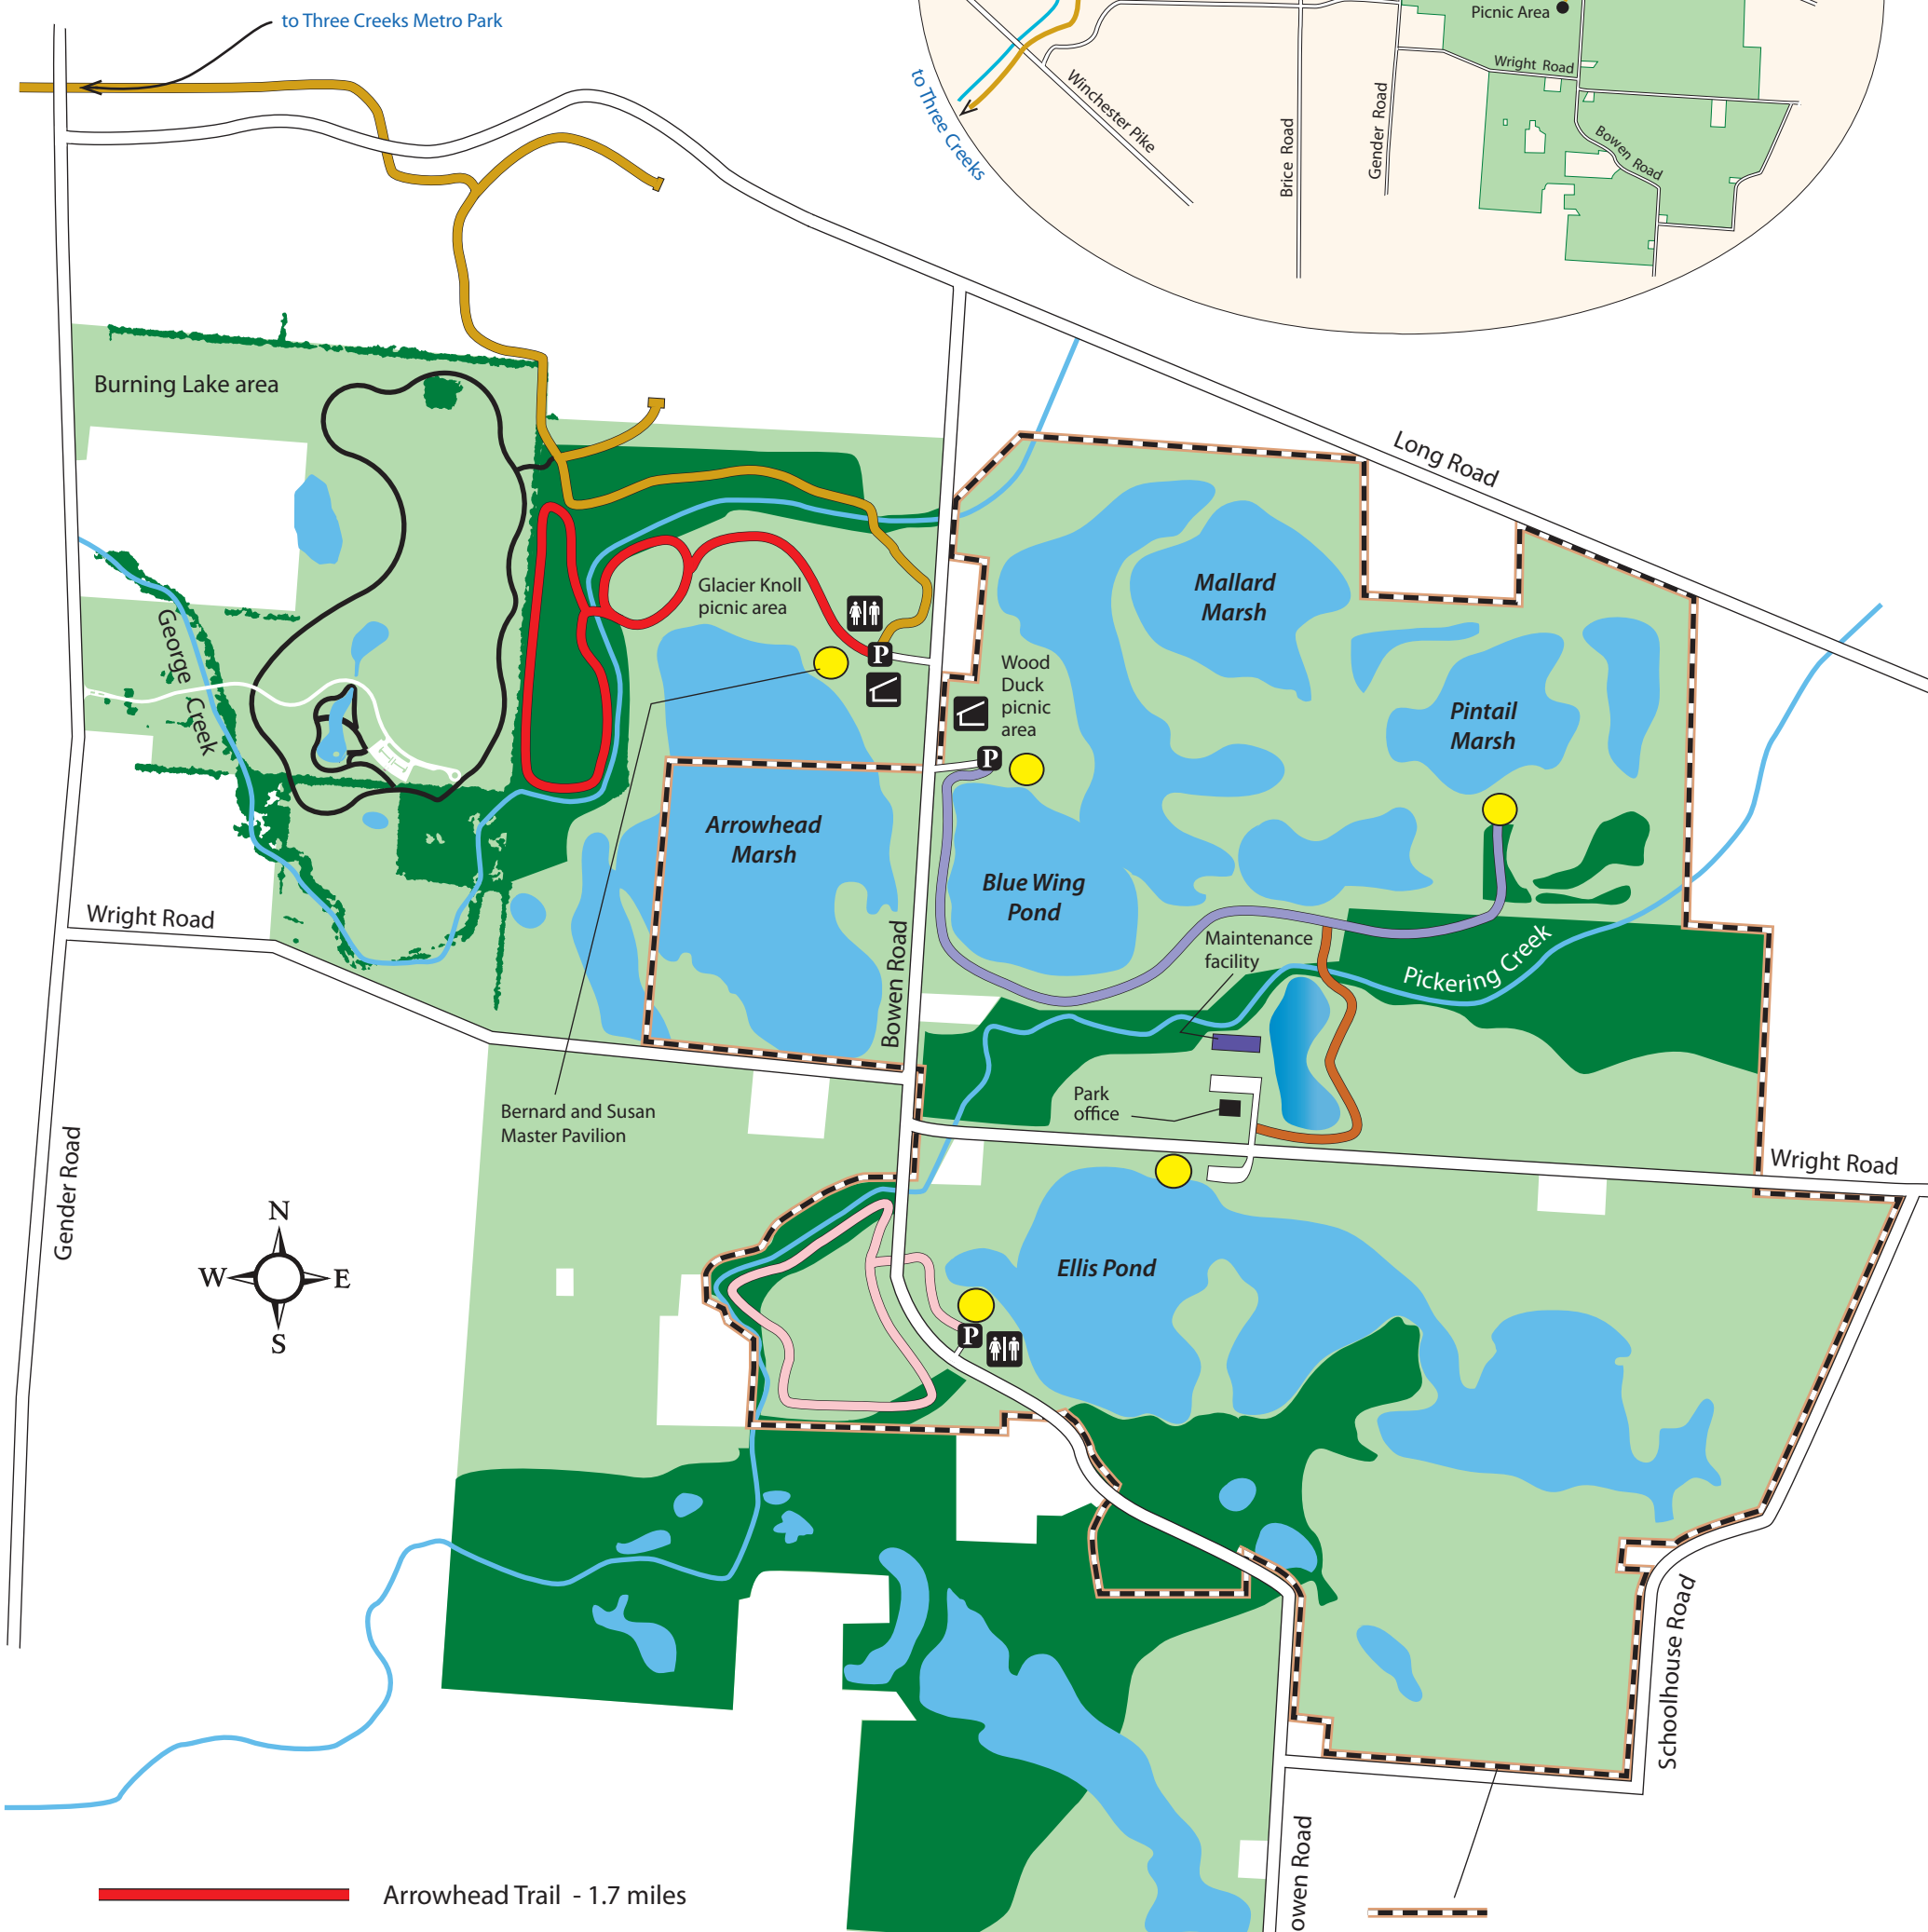 to Three Creeks Metro Park
Picnic Area
Wright Road
to Three Creeks
Winchester Pike
Brice Road
Gender Road
Bowen Road
Burning Lake area
Long Road
Glacier Knoll
picnic area
Mallard
Marsh
George Creek
P
Wood
Duck
picnic
area
Pintail
Marsh
P
Arrowhead
Marsh
Blue Wing
Pond
Wright Road
Bowen Road
Maintenance
facility
Pickering Creek
Park
office
Bernard and Susan
Master Pavilion
Gender Road
Wright Road
N
W
E
S
Ellis Pond
P
Schoolhouse Road
owen Road
Arrowhead Trail - 1.7 miles